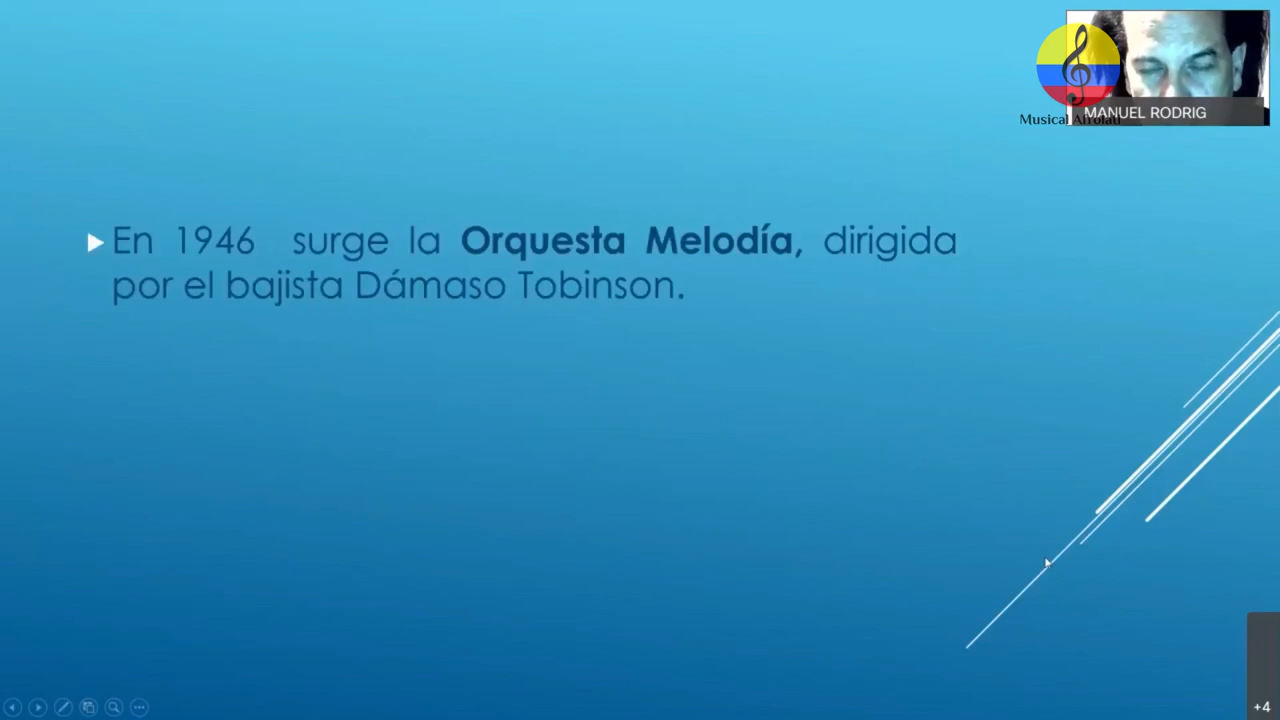 En 1946 surge la Orquesta Melodía, dirigida
por el bajista Dámaso Tobinson.
MANUEL RODRIG
Musical
+4